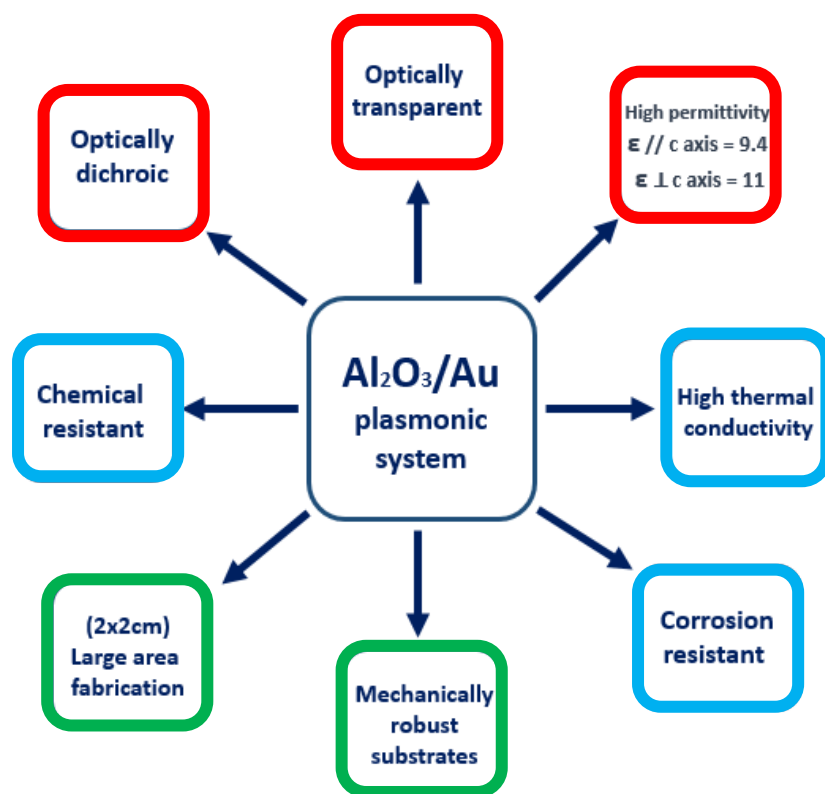 Optically
transparent
Optically
dichroic
High permittivity
ε // c axis = 9.4
ε ⊥ c axis = 11
Al₂O₃/Au
plasmonic
system
Chemical
resistant
High thermal
conductivity
(2x2cm)
Large area
fabrication
Mechanically
robust
substrates
Corrosion
resistant